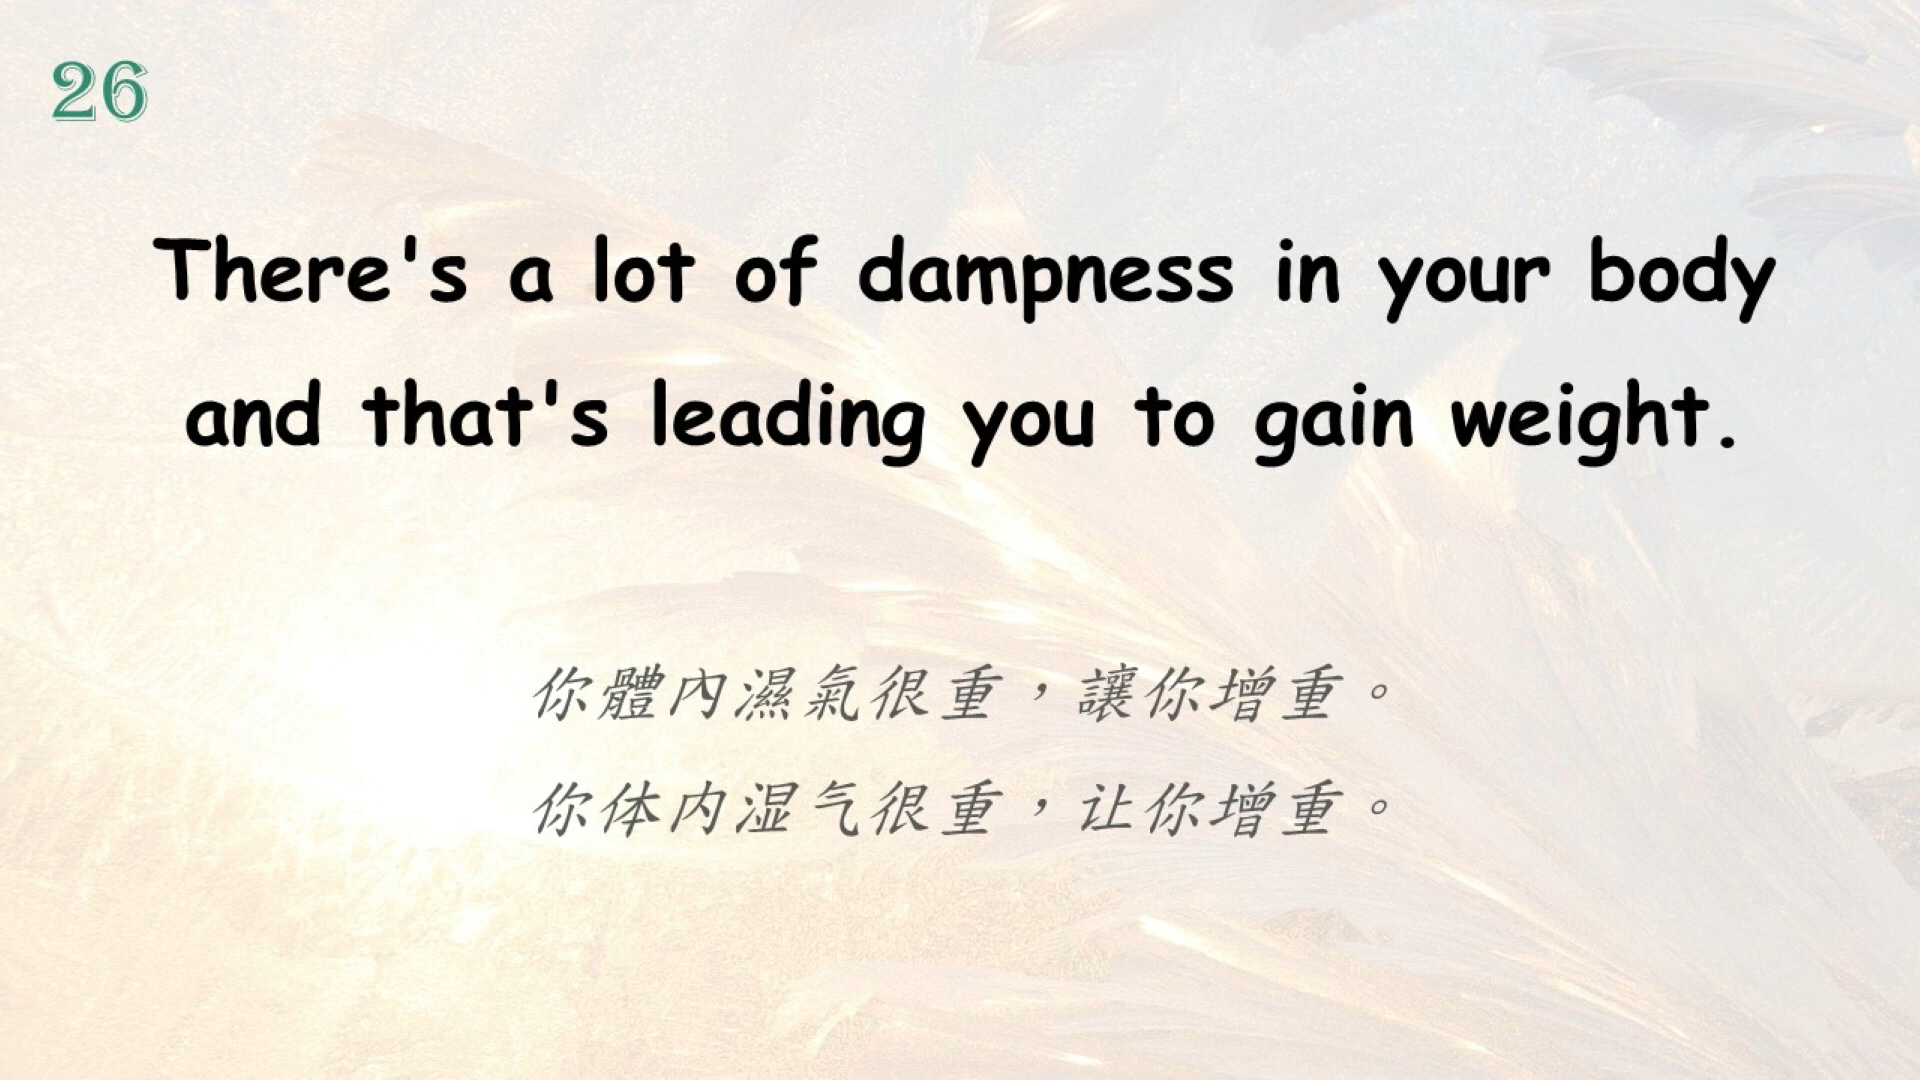 26
There's a lot of dampness in your body
and that's leading you to gain weight.
你體內濕氣很重，讓你增重。
你体内湿气很重，让你增重。